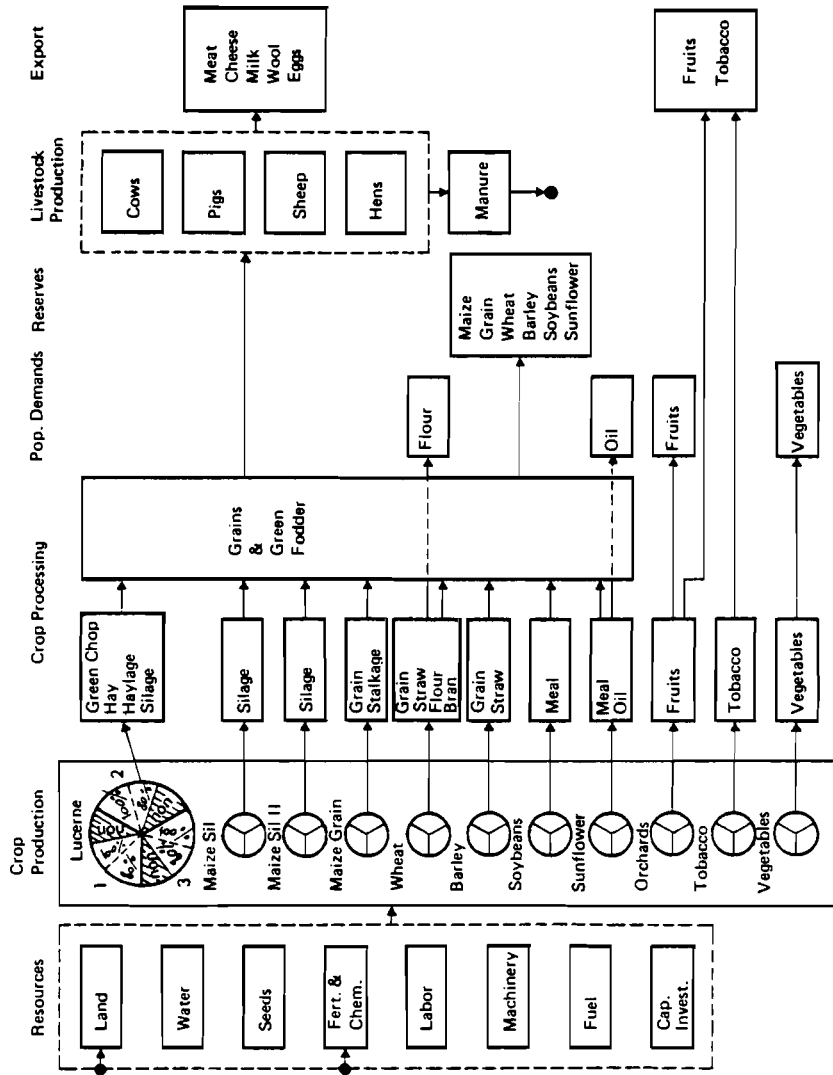 Resources
Crop
Production
Crop Processing
Pop. Demands
Reserves
Livestock
Production
Export
Land
Water
Seeds
Fert. &
Chem.
Labor
Machinery
Fuel
Cap.
Invest.
Lucerne
1
2
3
Maize Sil
Maize Sil II
Maize Grain
Wheat
Barley
Soybeans
Sunflower
Orchards
Tobacco
Vegetables
Green Chop
Hay
Haylage
Silage
Silage
Silage
Grain
Stalkage
Grain
Straw
Flour
Bran
Grain
Straw
Meal
Meal
Oil
Fruits
Tobacco
Vegetables
Grains
& Green
Fodder
Flour
Oil
Fruits
Vegetables
Maize
Grain
Wheat
Barley
Soybeans
Sunflower
Cows
Pigs
Sheep
Hens
Manure
Meat
Cheese
Milk
Wool
Eggs
Fruits
Tobacco